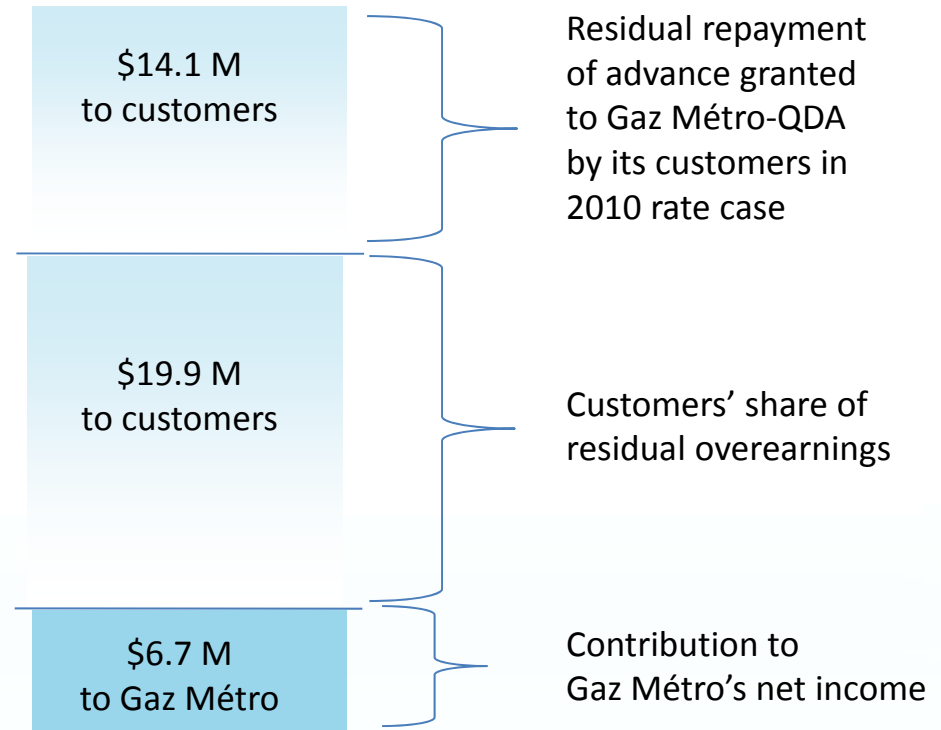 $14.1 M
to customers
Residual repayment
of advance granted
to Gaz Métro-QDA
by its customers in
2010 rate case
$19.9 M
to customers
Customers’ share of
residual overearnings
$6.7 M
to Gaz Métro
Contribution to
Gaz Métro’s net income